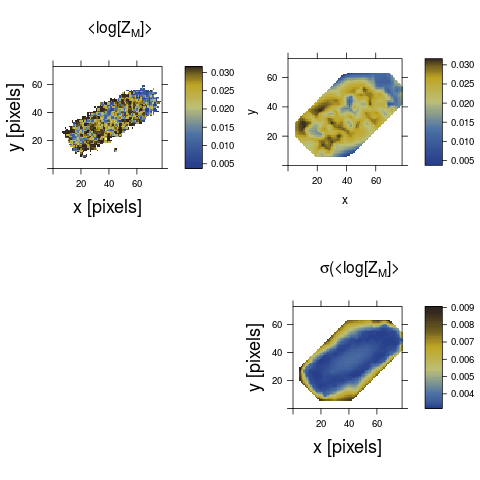 <log[Z_M]>
60
40
20
20 40 60
x [pixels]
y [pixels]
0.030
0.025
0.020
0.015
0.010
0.005
60
40
20
20 40 60
x
y
0.030
0.025
0.020
0.015
0.010
0.005
σ(<log[Z_M]>
60
40
20
20 40 60
x [pixels]
y [pixels]
0.009
0.008
0.007
0.006
0.005
0.004